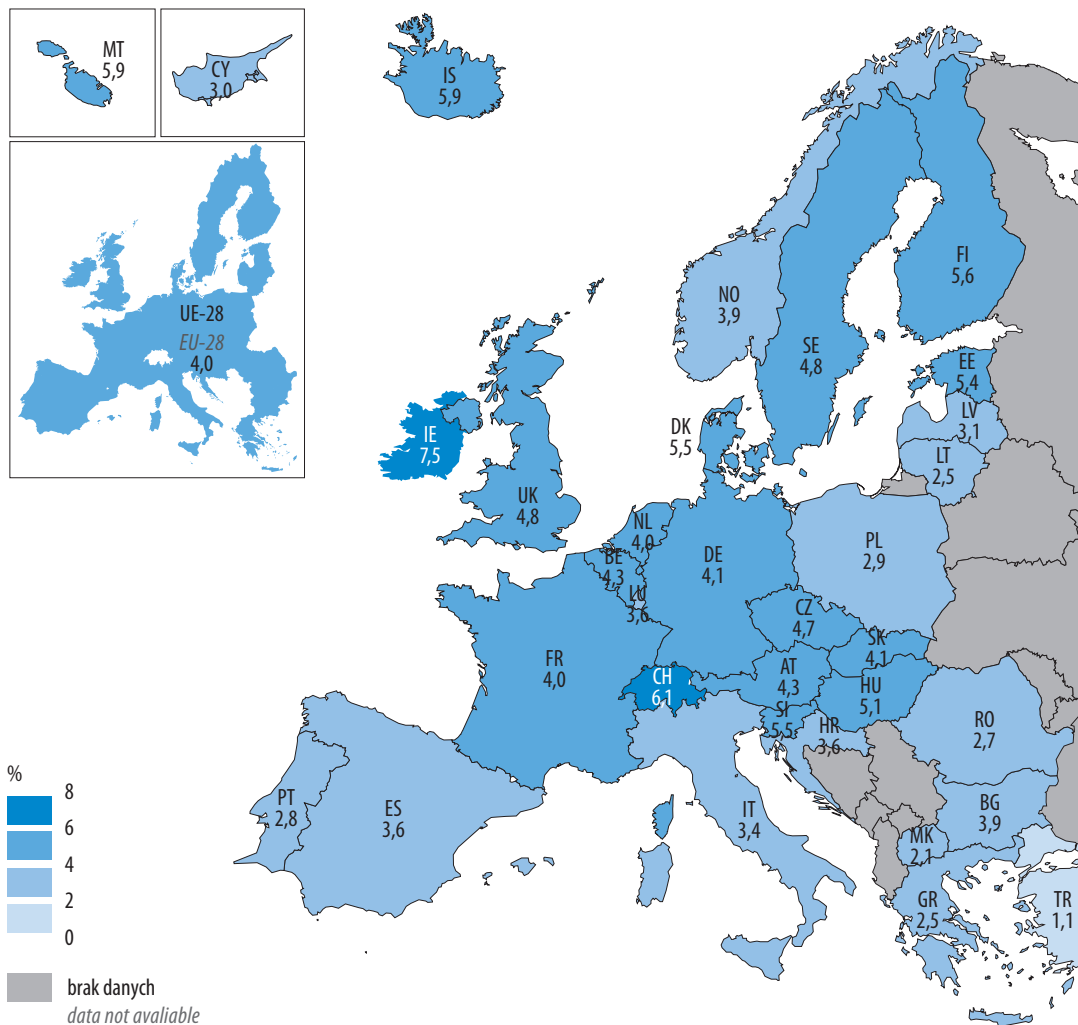 MT
5,9
CY
3,0
IS
5,9
UE-28
EU-28
4,0
NO
3,9
SE
4,8
FI
5,6
EE
5,4
LV
3,1
LT
2,5
DK
5,5
IE
7,5
UK
4,8
NL
4,0
BE
4,3
LU
3,6
DE
4,1
PL
2,9
CZ
4,7
SK
4,1
AT
4,3
HU
5,1
FR
4,0
CH
6,1
SI
5,5
HR
3,6
RO
2,7
BG
3,9
PT
2,8
ES
3,6
IT
3,4
MK
2,1
GR
2,5
TR
1,1
%
8
6
4
2
0
brak danych
data not avaliable